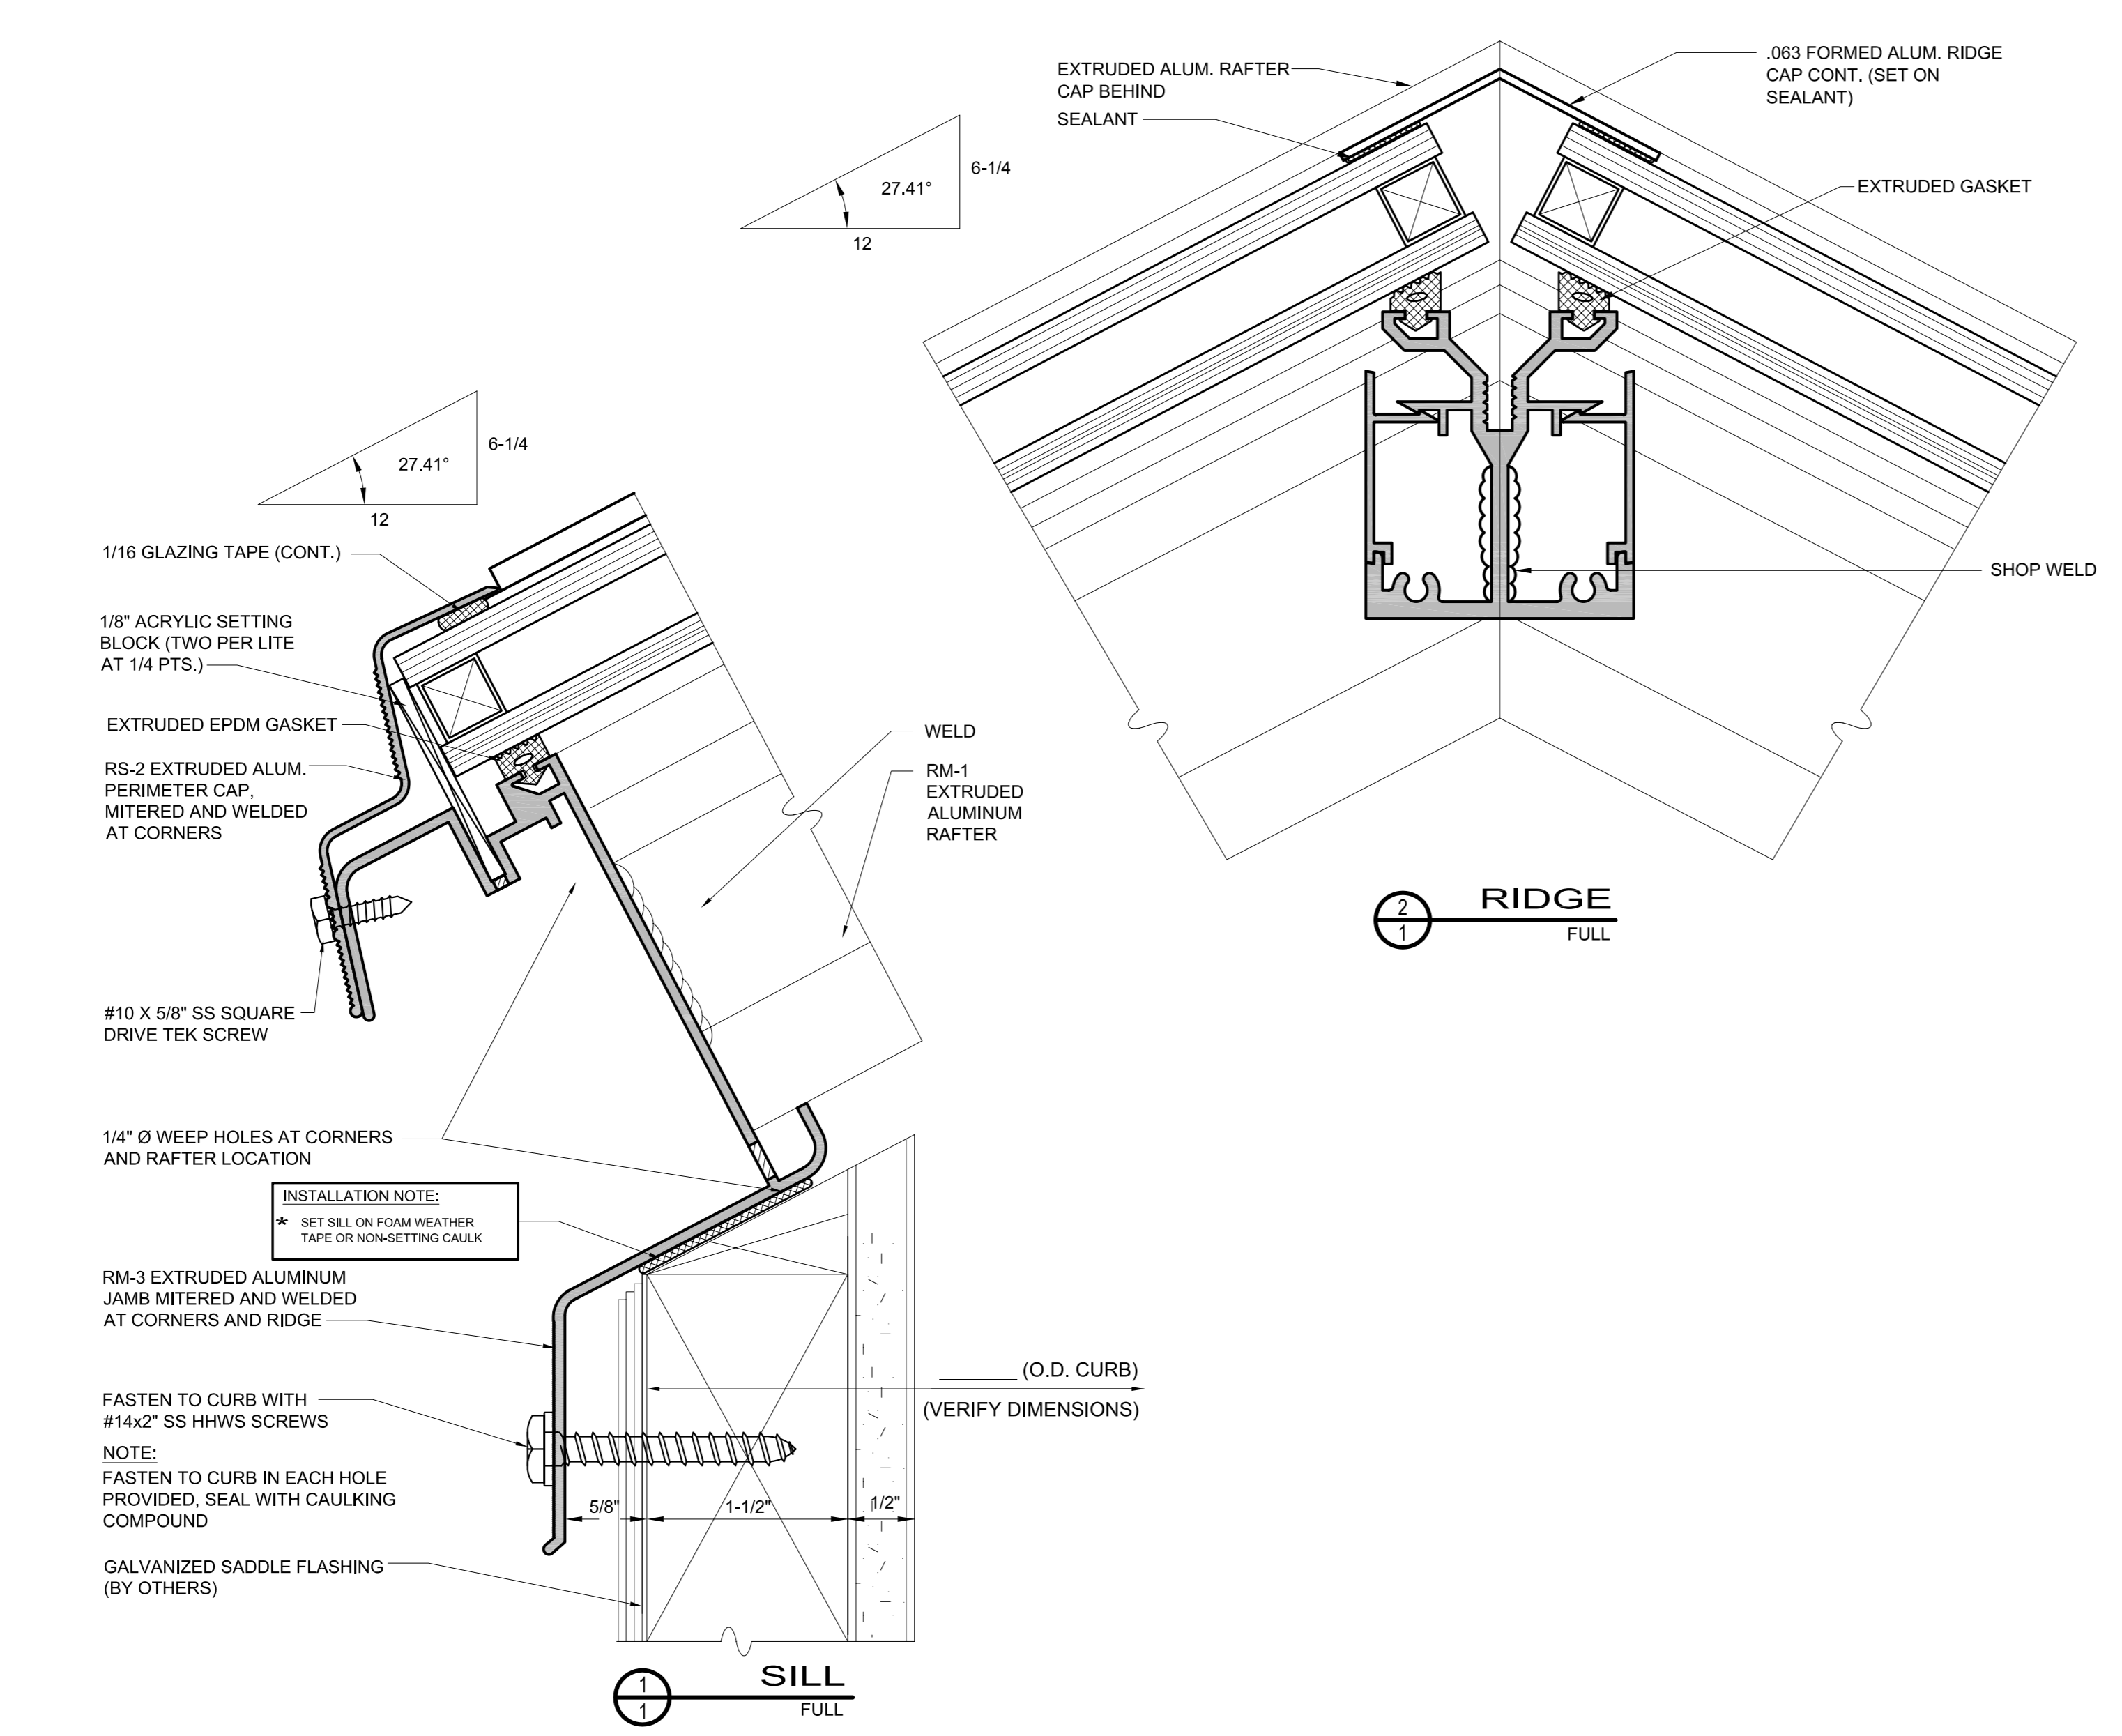 EXTRUDED ALUM. RAFTER
CAP BEHIND
SEALANT
.063 FORMED ALUM. RIDGE
CAP CONT. (SET ON
SEALANT)
6-1/4
27.41°
12
EXTRUDED GASKET
SHOP WELD
2
1
RIDGE
FULL
6-1/4
27.41°
12
1/16 GLAZING TAPE (CONT.)
1/8" ACRYLIC SETTING
BLOCK (TWO PER LITE
AT 1/4 PTS.)
EXTRUDED EPDM GASKET
RS-2 EXTRUDED ALUM.
PERIMETER CAP,
MITERED AND WELDED
AT CORNERS
WELD
RM-1
EXTRUDED
ALUMINUM
RAFTER
#10 X 5/8" SS SQUARE
DRIVE TEK SCREW
1/4" Ø WEEP HOLES AT CORNERS
AND RAFTER LOCATION
INSTALLATION NOTE:
* SET SILL ON FOAM WEATHER
TAPE OR NON-SETTING CAULK
RM-3 EXTRUDED ALUMINUM
JAMB MITERED AND WELDED
AT CORNERS AND RIDGE
_______ (O.D. CURB)
(VERIFY DIMENSIONS)
FASTEN TO CURB WITH
#14x2" SS HHWS SCREWS
NOTE:
FASTEN TO CURB IN EACH HOLE
PROVIDED, SEAL WITH CAULKING
COMPOUND
5/8"
1-1/2"
1/2"
GALVANIZED SADDLE FLASHING
(BY OTHERS)
1
1
SILL
FULL